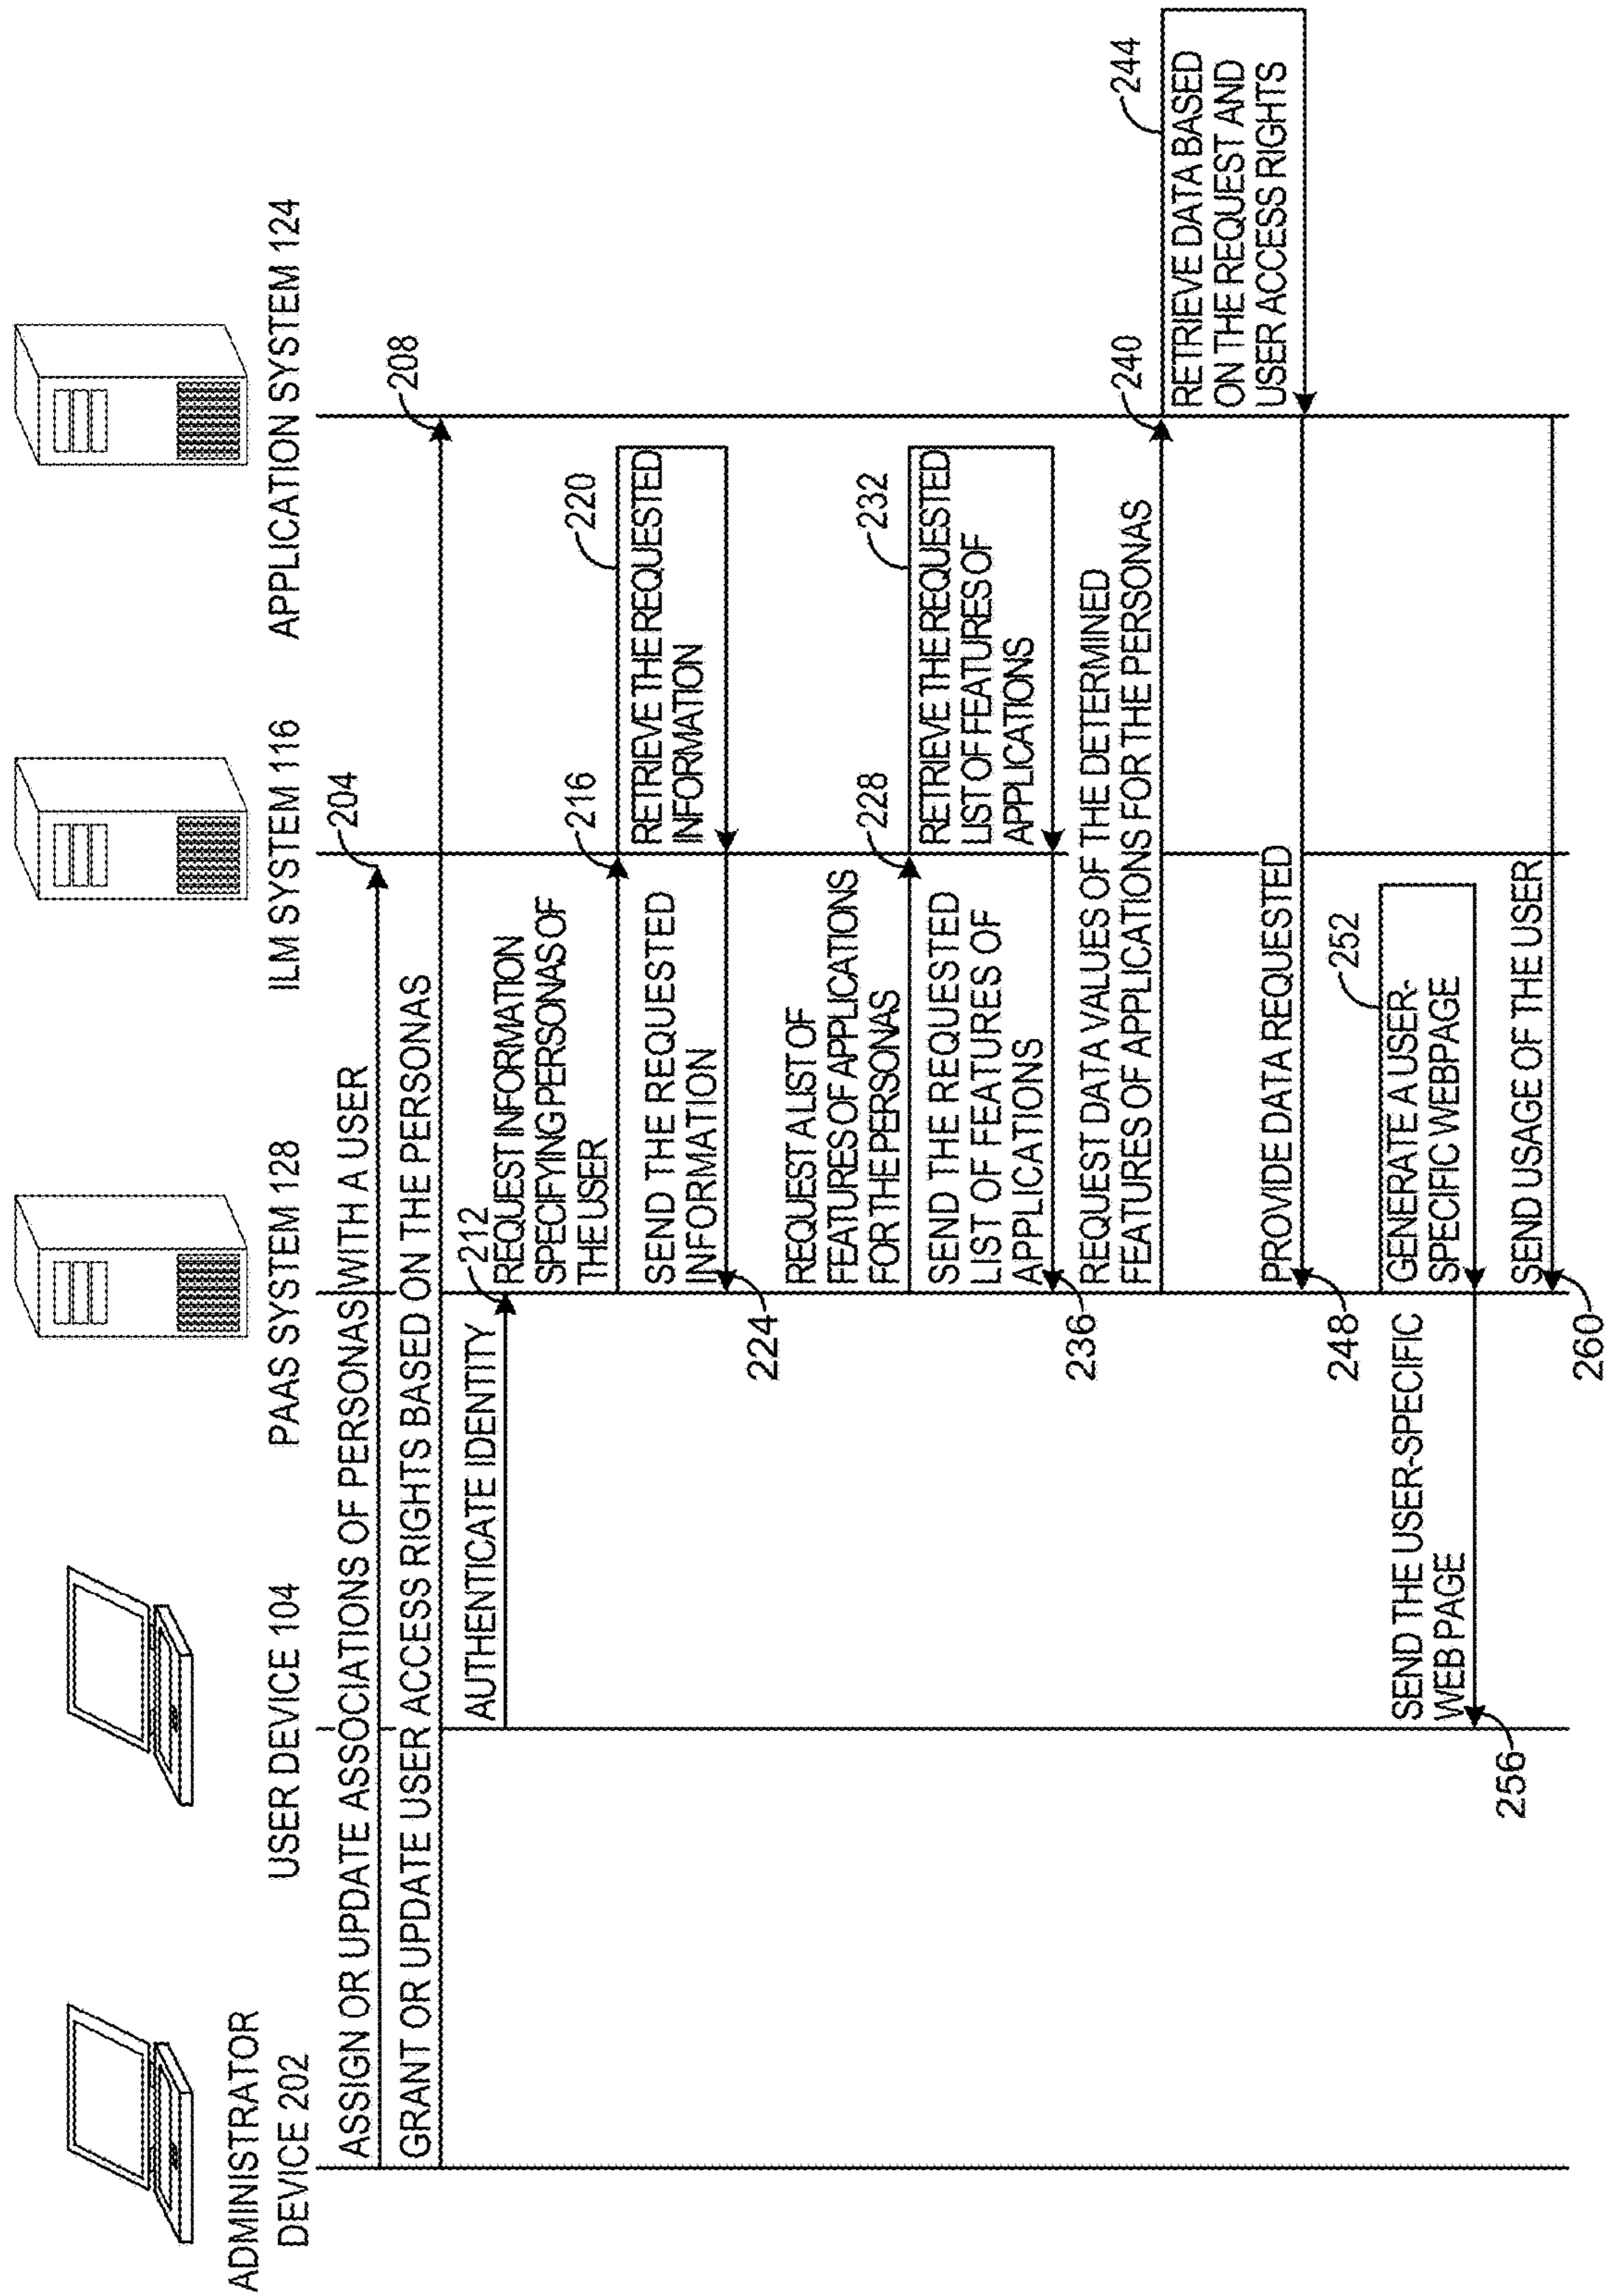 ADMINISTRATOR
DEVICE 202
USER DEVICE 104
PAAS SYSTEM 128
ILM SYSTEM 116
APPLICATION SYSTEM 124
ASSIGN OR UPDATE ASSOCIATIONS OF PERSONAS WITH A USER
204
GRANT OR UPDATE USER ACCESS RIGHTS BASED ON THE PERSONAS
208
AUTHENTICATE IDENTITY
212
REQUEST INFORMATION
SPECIFYING PERSONAS OF
THE USER
216
220
RETRIEVE THE REQUESTED
INFORMATION
SEND THE REQUESTED
INFORMATION
224
REQUEST A LIST OF
FEATURES OF APPLICATIONS
FOR THE PERSONAS
228
232
RETRIEVE THE REQUESTED
LIST OF FEATURES OF
APPLICATIONS
SEND THE REQUESTED
LIST OF FEATURES OF
APPLICATIONS
236
REQUEST DATA VALUES OF THE DETERMINED
FEATURES OF APPLICATIONS FOR THE PERSONAS
240
244
RETRIEVE DATA BASED
ON THE REQUEST AND
USER ACCESS RIGHTS
PROVIDE DATA REQUESTED
248
252
GENERATE A USER-
SPECIFIC WEBPAGE
SEND THE USER-SPECIFIC
WEB PAGE
256
SEND USAGE OF THE USER
260